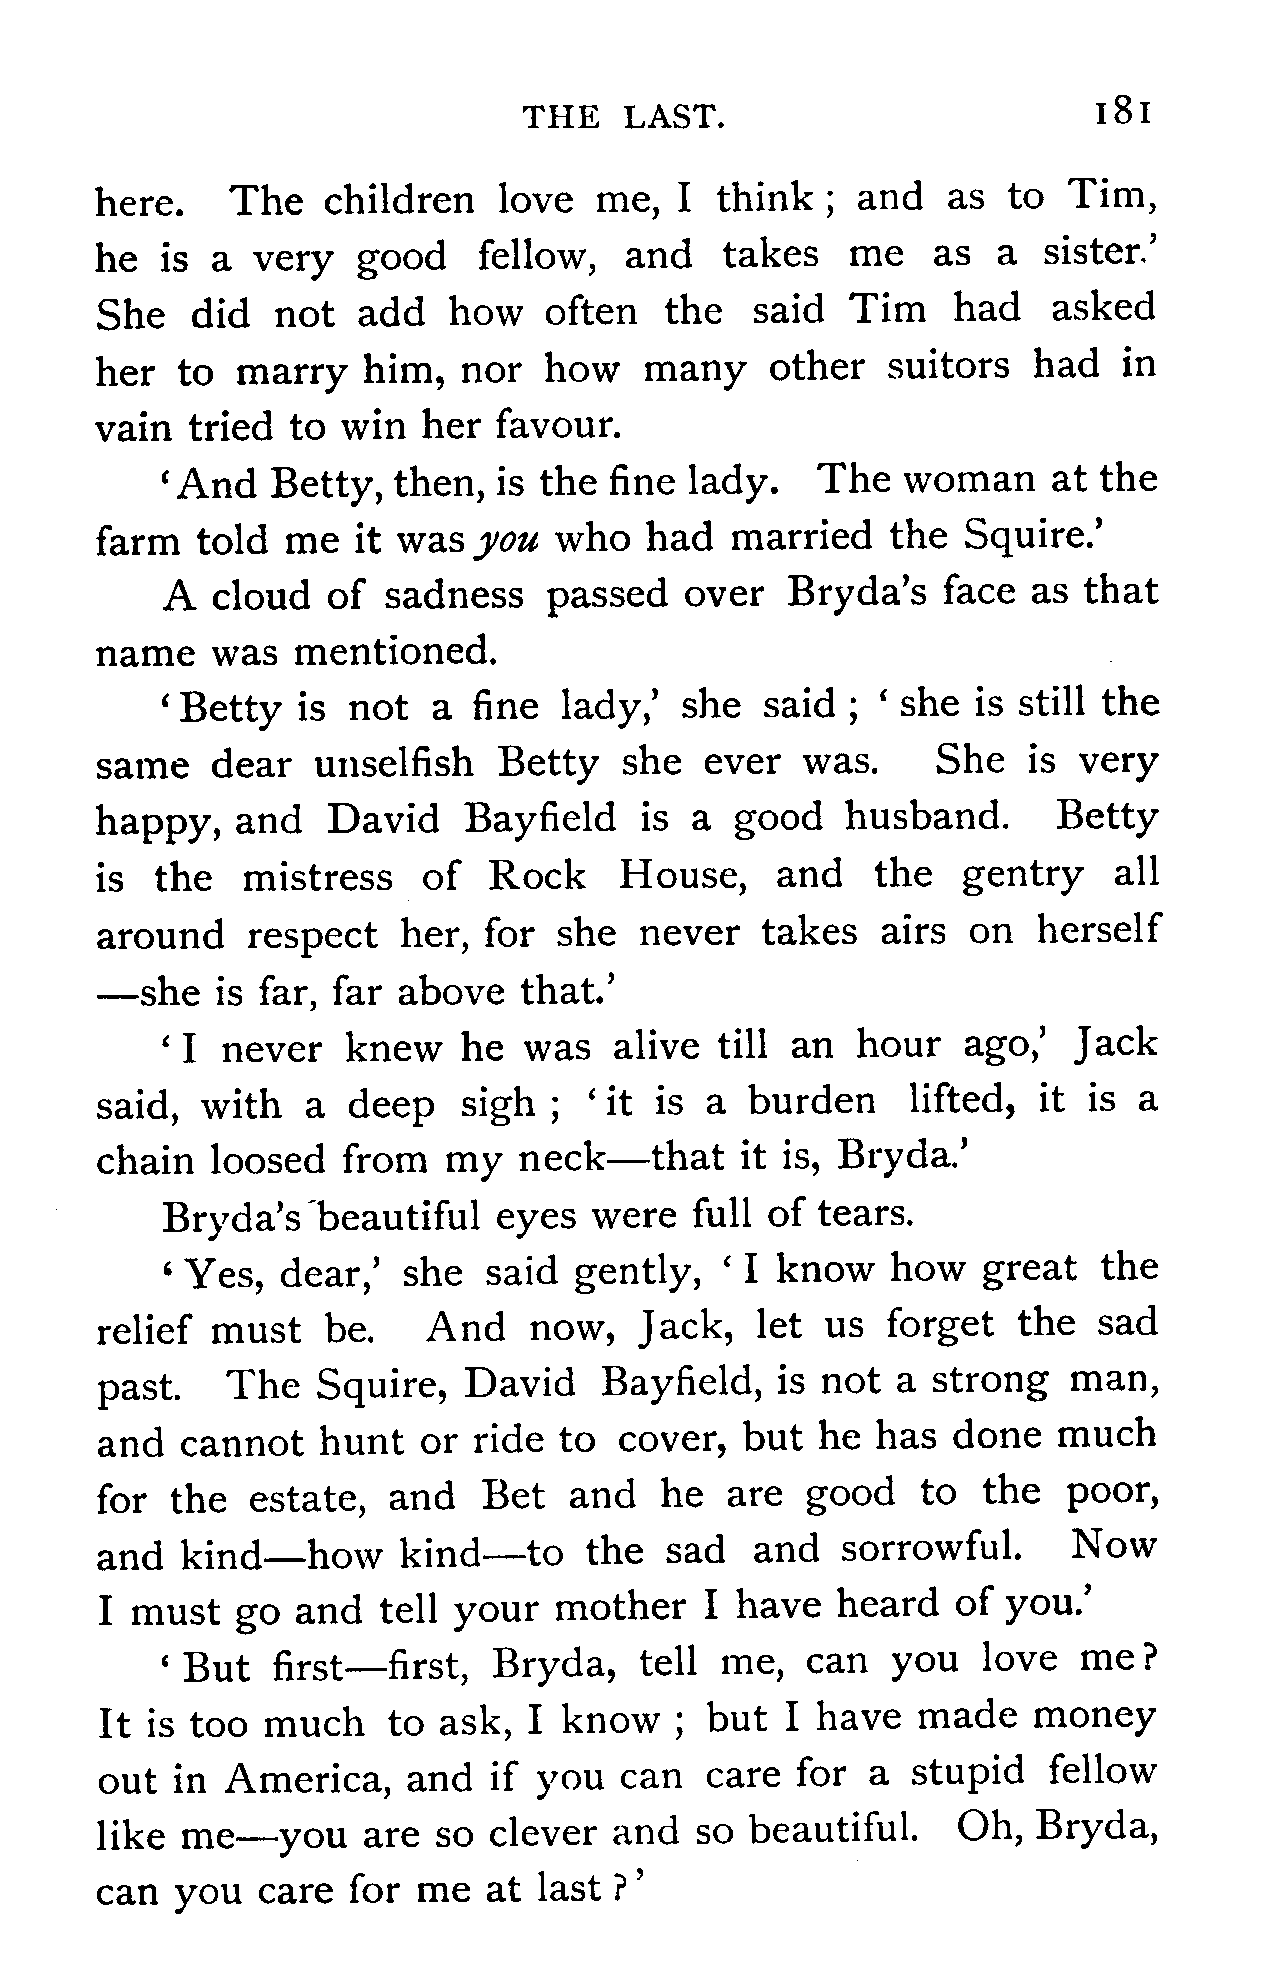 THE LAST. 181
here. The children love me, I think ; and as to Tim,
he is a very good fellow, and takes me as a sister.’
She did not add how often the said Tim had asked
her to marry him, nor how many other suitors had in
vain tried to win her favour.
‘ And Betty, then, is the fine lady. The woman at the
farm told me it was you who had married the Squire.’
A cloud of sadness passed over Bryda’s face as that
name was mentioned.
‘ Betty is not a fine lady,’ she said ; ‘ she is still the
same dear unselfish Betty she ever was. She is very
happy, and David Bayfield is a good husband. Betty
is the mistress of Rock House, and the gentry all
around respect her, for she never takes airs on herself
—she is far, far above that.’
‘ I never knew he was alive till an hour ago,’ Jack
said, with a deep sigh ; ‘ it is a burden lifted, it is a
chain loosed from my neck—that it is, Bryda.’
Bryda’s beautiful eyes were full of tears.
‘ Yes, dear,’ she said gently, ‘ I know how great the
relief must be. And now, Jack, let us forget the sad
past. The Squire, David Bayfield, is not a strong man,
and cannot hunt or ride to cover, but he has done much
for the estate, and Bet and he are good to the poor,
and kind—how kind—to the sad and sorrowful. Now
I must go and tell your mother I have heard of you.’
‘ But first—first, Bryda, tell me, can you love me ?
It is too much to ask, I know ; but I have made money
out in America, and if you can care for a stupid fellow
like me—you are so clever and so beautiful. Oh, Bryda,
can you care for me at last ? ’